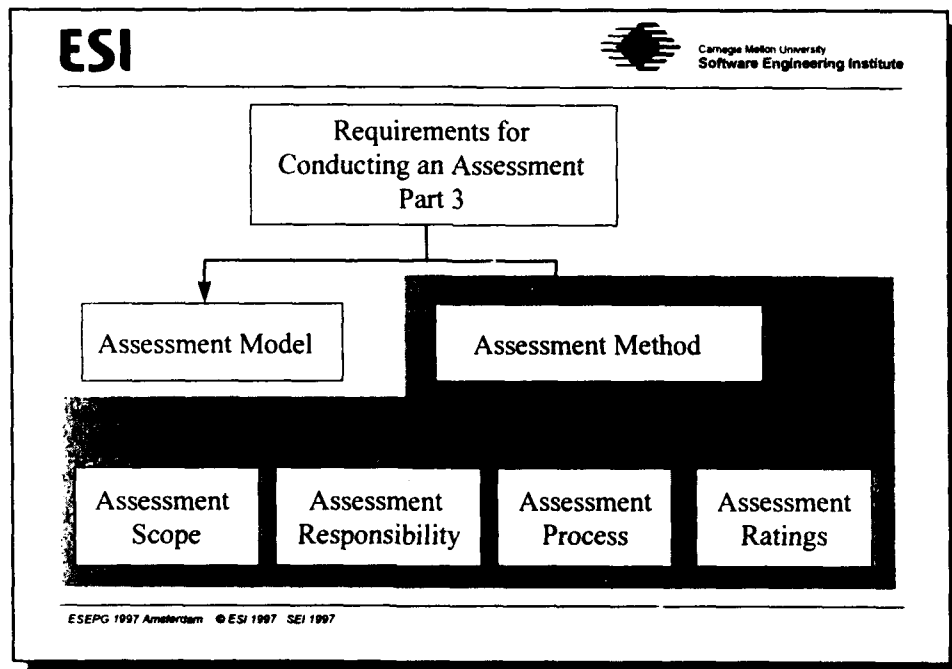 ESI
Carnegie Mellon University
Software Engineering Institute
Requirements for
Conducting an Assessment
Part 3
Assessment Model
Assessment Method
Assessment
Scope
Assessment
Responsibility
Assessment
Process
Assessment
Ratings
ESEPG 1997 Amsterdam © ESI 1997 SEI 1997